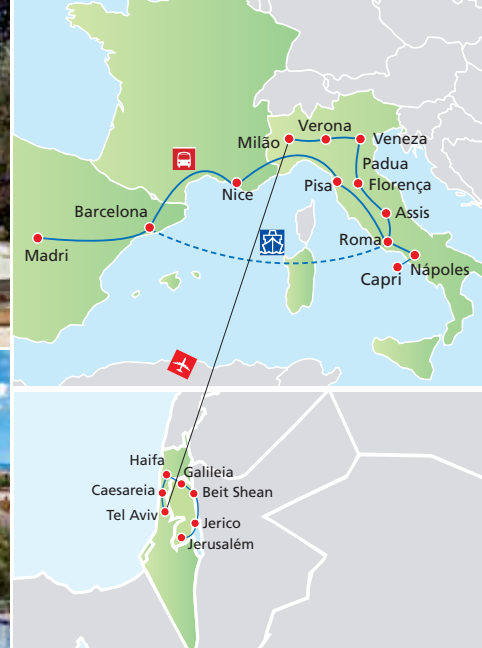 Verona
Milão
Veneza
Padua
Nice
Pisa
Florença
Barcelona
Assis
Madri
Roma
Nápoles
Capri
Haifa
Galileia
Caesareia
Beit Shean
Tel Aviv
Jerico
Jerusalém